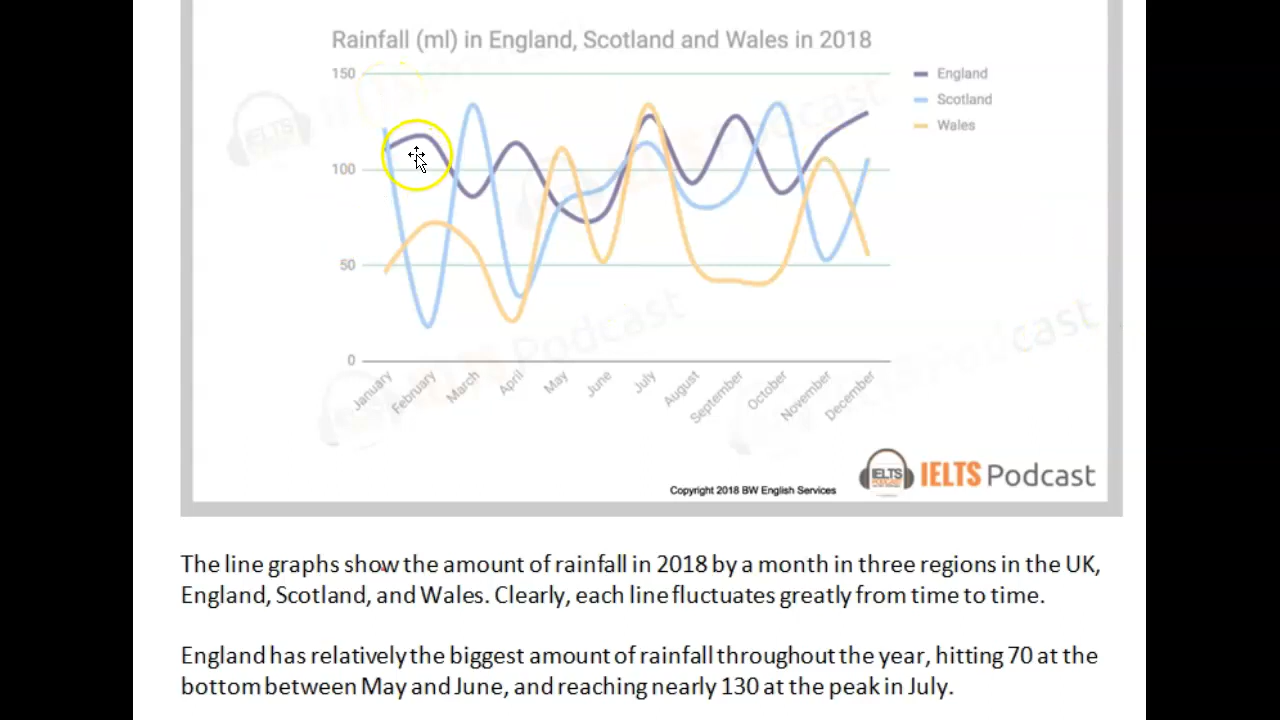 Rainfall (ml) in England, Scotland and Wales in 2018
150
100
50
0
England
Scotland
Wales
January
February
March
April
May
June
July
August
September
October
November
December
IELTS
Podcast
Podcast
Podcast
IELTS
IELTS Podcast
Copyright 2018 BW English Services
The line graphs show the amount of rainfall in 2018 by a month in three regions in the UK,
England, Scotland, and Wales. Clearly, each line fluctuates greatly from time to time.
England has relatively the biggest amount of rainfall throughout the year, hitting 70 at the
bottom between May and June, and reaching nearly 130 at the peak in July.